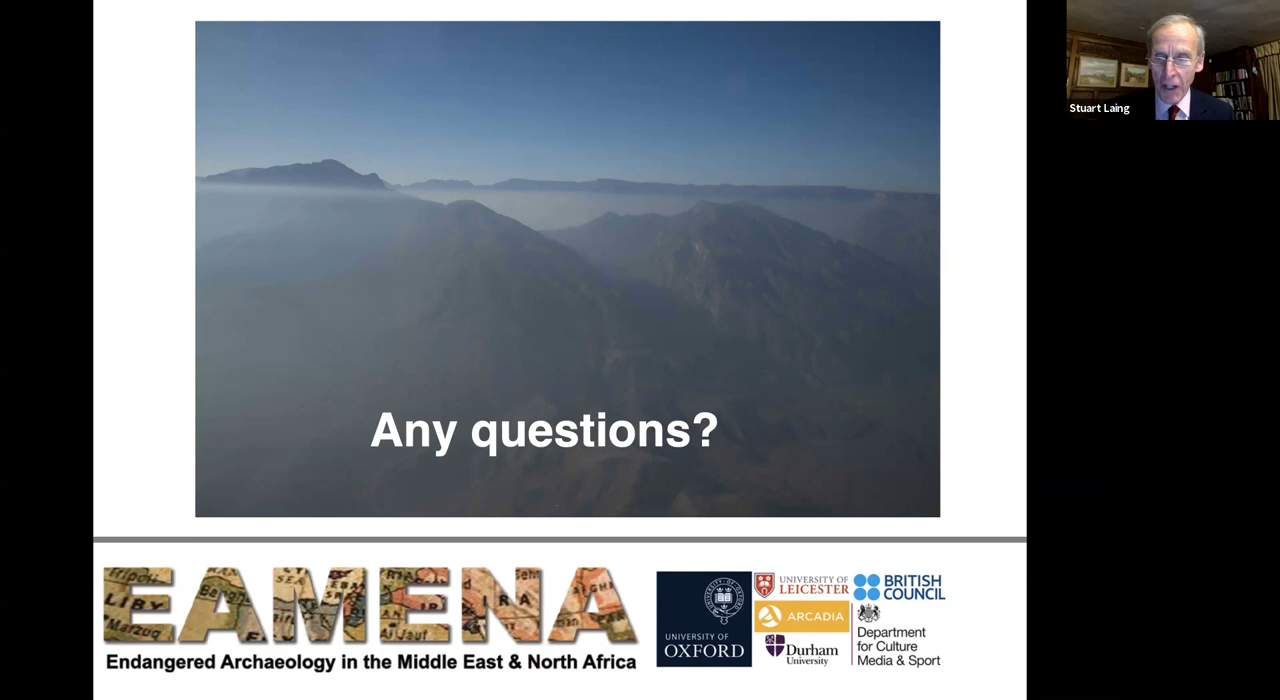 Stuart Laing
Any questions?
EAMENA
Endangered Archaeology in the Middle East & North Africa
UNIVERSITY OF
OXFORD
UNIVERSITY OF
LEICESTER
BRITISH
COUNCIL
ARCADIA
Durham
University
Department
for Culture
Media & Sport